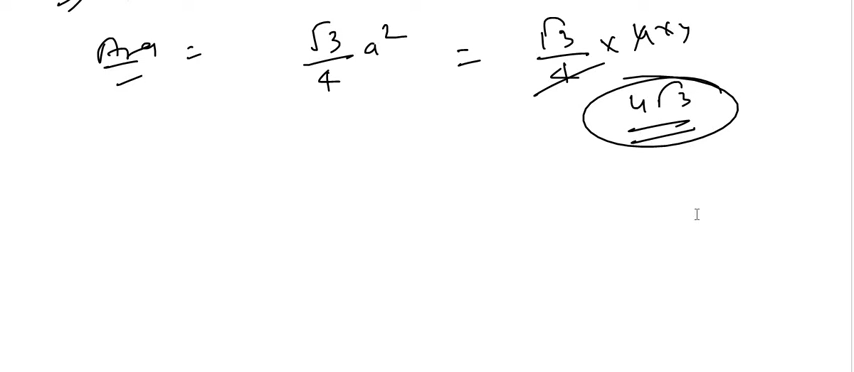 Area = √3/4 a² = √3/4 × 4×4
4√3